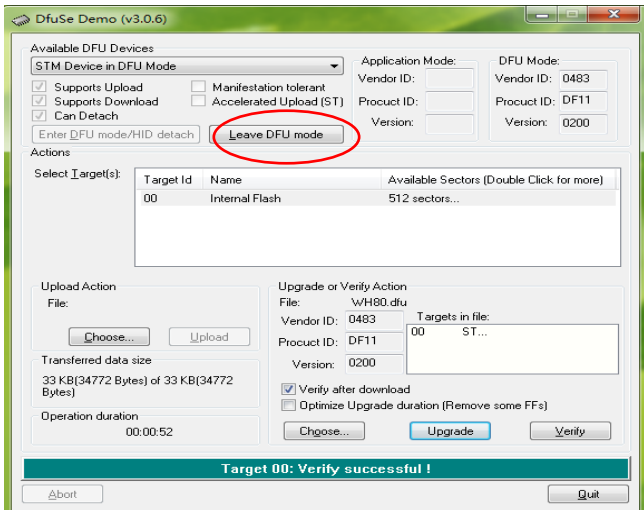 DfuSe Demo (v3.0.6)
Available DFU Devices
STM Device in DFU Mode
Supports Upload
Manifestation tolerant
Supports Download
Accelerated Upload (ST)
Can Detach
Enter DFU mode/HID detach
Leave DFU mode
Application Mode:
Vendor ID:
Procuct ID:
Version:
DFU Mode:
Vendor ID: 0483
Procuct ID: DF11
Version: 0200
Actions
Select Target(s):
Target Id Name Available Sectors (Double Click for more)
00 Internal Flash 512 sectors...
Upload Action
File:
Choose... Upload
Transferred data size
33 KB(34772 Bytes) of 33 KB(34772
Bytes)
Operation duration
00:00:52
Upgrade or Verify Action
File: WH80.dfu
Vendor ID: 0483
Procuct ID: DF11
Version: 0200
Targets in file:
00 ST...
Verify after download
Optimize Upgrade duration (Remove some FFs)
Choose... Upgrade Verify
Target 00: Verify successful !
Abort Quit